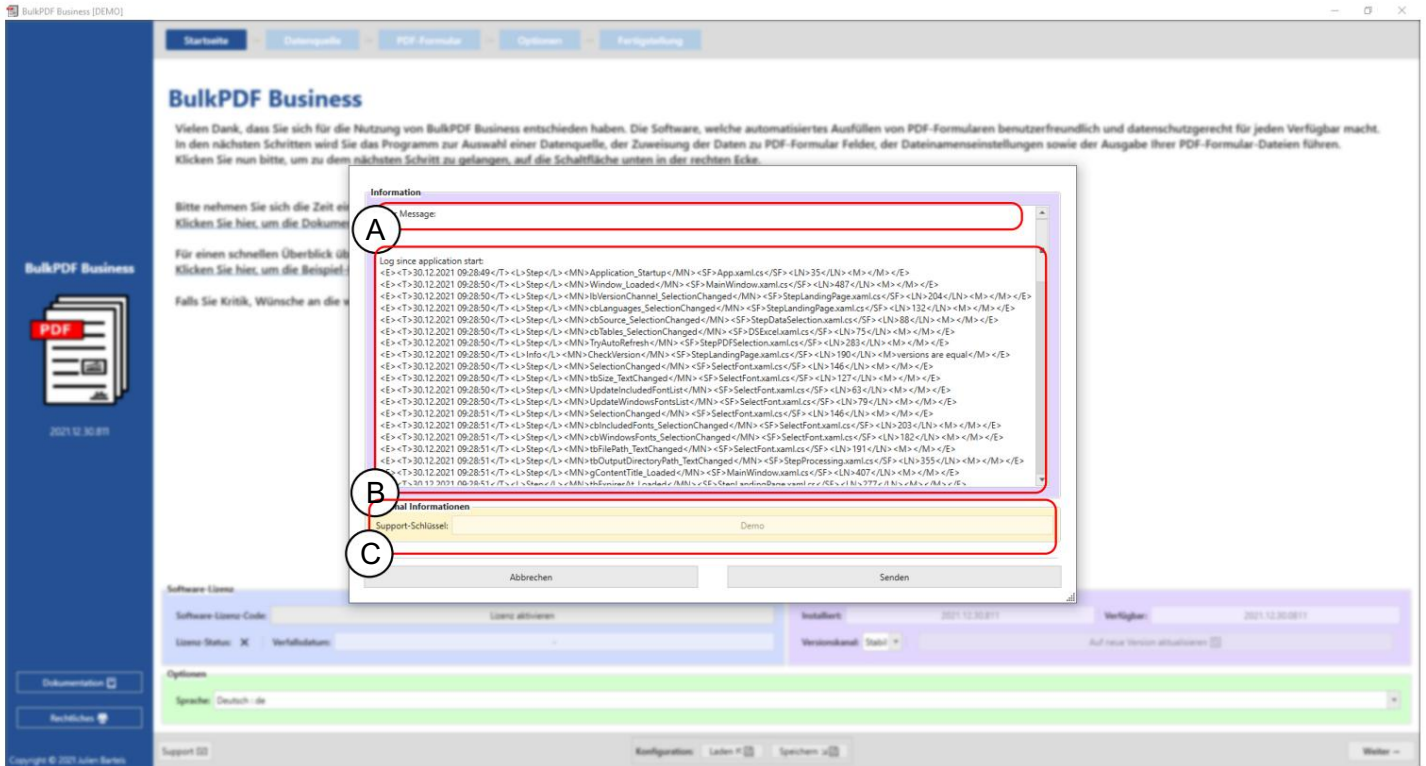 BulkPDF Business [DEMO]
Startseite
Datenquelle
PDF-Formular
Optionen
Fertigstellung
BulkPDF Business
Vielen Dank, dass Sie sich für die Nutzung von BulkPDF Business entschieden haben. Die Software, welche automatisiertes Ausfüllen von PDF-Formularen benutzerfreundlich und datenschutzgerecht für jeden Verfügbar macht.
In den nächsten Schritten wird Sie das Programm zur Auswahl einer Datenquelle, der Zuweisung der Daten zu PDF-Formular Felder, der Dateinamenseinstellungen sowie der Ausgabe Ihrer PDF-Formular-Dateien führen.
Klicken Sie nun bitte, um zu dem nächsten Schritt zu gelangen, auf die Schaltfläche unten in der rechten Ecke.
Bitte nehmen Sie sich die Zeit
Klicken Sie hier, um die
Für einen schnellen Überblick
Klicken Sie hier, um die Beispiel-
Falls Sie Kritik, Wünsche an die
BulkPDF Business
PDF
2021.12.30.811
Information
Message:
A
Log since application start:
<E><T>30.12.2021 09:28:49</T><L>Step</L><MN>Application_Startup</MN><SF>App.xaml.cs</SF><LN>35</LN><M></M></E>
<E><T>30.12.2021 09:28:50</T><L>Step</L><MN>Window_Loaded</MN><SF>MainWindow.xaml.cs</SF><LN>487</LN><M></M></E>
<E><T>30.12.2021 09:28:50</T><L>Step</L><MN>lbVersionChannel_SelectionChanged</MN><SF>StepLandingPage.xaml.cs</SF><LN>204</LN><M></M></E>
<E><T>30.12.2021 09:28:50</T><L>Step</L><MN>cbLanguages_SelectionChanged</MN><SF>StepLandingPage.xaml.cs</SF><LN>132</LN><M></M></E>
<E><T>30.12.2021 09:28:50</T><L>Step</L><MN>cbSource_SelectionChanged</MN><SF>StepDataSelection.xaml.cs</SF><LN>88</LN><M></M></E>
<E><T>30.12.2021 09:28:50</T><L>Step</L><MN>cbTables_SelectionChanged</MN><SF>DSExcel.xaml.cs</SF><LN>75</LN><M></M></E>
<E><T>30.12.2021 09:28:50</T><L>Step</L><MN>TryAutoRefresh</MN><SF>StepPDFSelection.xaml.cs</SF><LN>283</LN><M></M></E>
<E><T>30.12.2021 09:28:50</T><L>Info</L><MN>CheckVersion</MN><SF>StepLandingPage.xaml.cs</SF><LN>190</LN><M>versions are equal</M></E>
<E><T>30.12.2021 09:28:50</T><L>Step</L><MN>SelectionChanged</MN><SF>SelectFont.xaml.cs</SF><LN>146</LN><M></M></E>
<E><T>30.12.2021 09:28:50</T><L>Step</L><MN>tbSize_TextChanged</MN><SF>SelectFont.xaml.cs</SF><LN>127</LN><M></M></E>
<E><T>30.12.2021 09:28:50</T><L>Step</L><MN>UpdateIncludedFontList</MN><SF>SelectFont.xaml.cs</SF><LN>63</LN><M></M></E>
<E><T>30.12.2021 09:28:50</T><L>Step</L><MN>UpdateWindowsFontsList</MN><SF>SelectFont.xaml.cs</SF><LN>79</LN><M></M></E>
<E><T>30.12.2021 09:28:51</T><L>Step</L><MN>SelectionChanged</MN><SF>SelectFont.xaml.cs</SF><LN>146</LN><M></M></E>
<E><T>30.12.2021 09:28:51</T><L>Step</L><MN>cbIncludedFonts_SelectionChanged</MN><SF>SelectFont.xaml.cs</SF><LN>203</LN><M></M></E>
<E><T>30.12.2021 09:28:51</T><L>Step</L><MN>cbWindowsFonts_SelectionChanged</MN><SF>SelectFont.xaml.cs</SF><LN>182</LN><M></M></E>
<E><T>30.12.2021 09:28:51</T><L>Step</L><MN>tbFilePath_TextChanged</MN><SF>SelectFont.xaml.cs</SF><LN>191</LN><M></M></E>
<E><T>30.12.2021 09:28:51</T><L>Step</L><MN>tbOutputDirectoryPath_TextChanged</MN><SF>StepProcessing.xaml.cs</SF><LN>355</LN><M></M></E>
<E><T>30.12.2021 09:28:51</T><L>Step</L><MN>gContentTitle_Loaded</MN><SF>MainWindow.xaml.cs</SF><LN>407</LN><M></M></E>
<E><T>30.12.2021 09:28:51</T><L>Step</L><MN>tbExpiresAt_Loaded</MN><SF>StepLandingPage.xaml.cs</SF><LN>277</LN><M></M></E>
B
Informationen
Support-Schlüssel:
Demo
C
Abbrechen
Senden
Software-Lizenz
Software-Lizenz-Code:
Lizenz aktivieren
Installiert:
2021.12.30.811
Verfügbar:
2021.12.30.0811
Lizenz-Status:
Verfallsdatum:
-
Versionskanal:
Stabil
Auf neue Version aktualisieren
Optionen
Sprache:
Deutsch : de
Dokumentation
Rechtliches
Copyright © 2021 Julien Bartels
Support
Konfiguration:
Laden
Speichern
Weiter